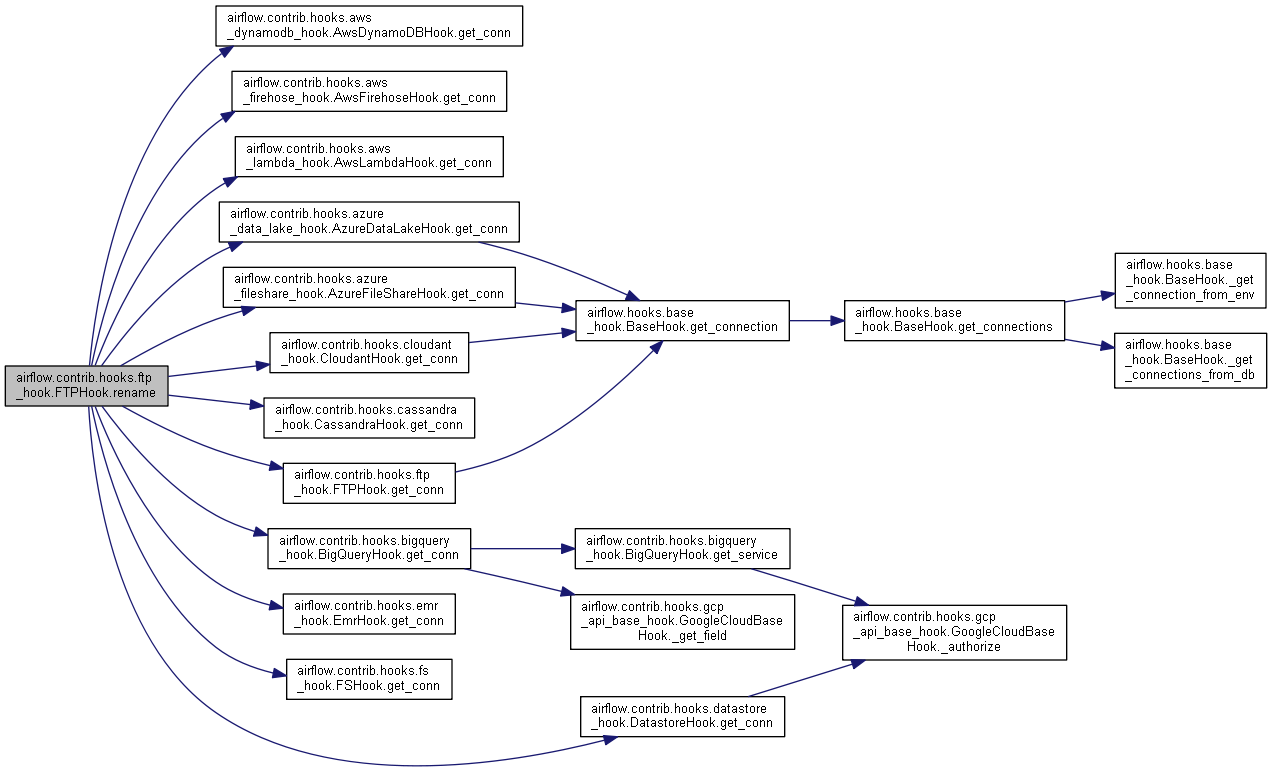 airflow.contrib.hooks.aws
_dynamodb_hook.AwsDynamoDBHook.get_conn
airflow.contrib.hooks.aws
_firehose_hook.AwsFirehoseHook.get_conn
airflow.contrib.hooks.aws
_lambda_hook.AwsLambdaHook.get_conn
airflow.contrib.hooks.azure
_data_lake_hook.AzureDataLakeHook.get_conn
airflow.contrib.hooks.azure
_fileshare_hook.AzureFileShareHook.get_conn
airflow.contrib.hooks.cloudant
_hook.CloudantHook.get_conn
airflow.contrib.hooks.ftp
_hook.FTPHook.rename
airflow.contrib.hooks.cassandra
_hook.CassandraHook.get_conn
airflow.contrib.hooks.ftp
_hook.FTPHook.get_conn
airflow.contrib.hooks.bigquery
_hook.BigQueryHook.get_conn
airflow.contrib.hooks.emr
_hook.EmrHook.get_conn
airflow.contrib.hooks.fs
_hook.FSHook.get_conn
airflow.hooks.base
_hook.BaseHook.get_connection
airflow.contrib.hooks.bigquery
_hook.BigQueryHook.get_service
airflow.contrib.hooks.gcp
_api_base_hook.GoogleCloudBase
Hook._get_field
airflow.contrib.hooks.datastore
_hook.DatastoreHook.get_conn
airflow.hooks.base
_hook.BaseHook.get_connections
airflow.contrib.hooks.gcp
_api_base_hook.GoogleCloudBase
Hook._authorize
airflow.hooks.base
_hook.BaseHook._get
_connection_from_env
airflow.hooks.base
_hook.BaseHook._get
_connections_from_db